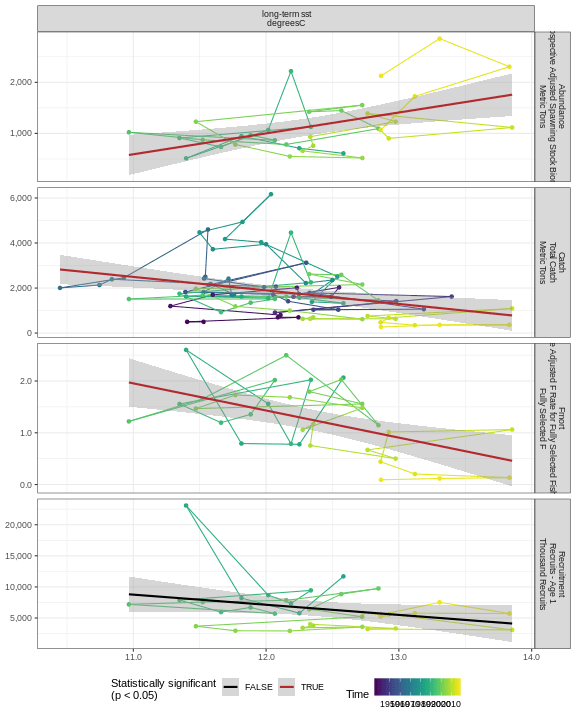 long-term sst
degreesC
Abundance
spective Adjusted Spawning Stock Bio
Metric Tons
2,000
1,000
Catch
Total Catch
Metric Tons
6,000
4,000
2,000
0
Fmort
e Adjusted F Rate for Fully Selected Fish
Fully Selected F
2.0
1.0
0.0
Recruitment
Recruits - Age 1
Thousand Recruits
20,000
15,000
10,000
5,000
11.0 12.0 13.0 14.0
Statistically significant
(p < 0.05)
FALSE TRUE
Time
2010